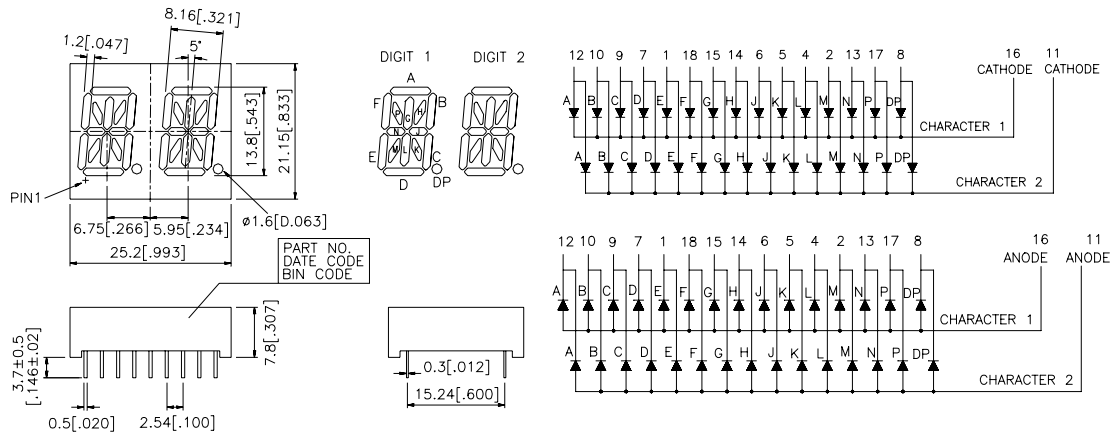 8.16[.321]
1.2[.047]
5°
13.8[.543]
21.15[.833]
PIN1
6.75[.266]
5.95[.234]
ø1.6[D.063]
25.2[.993]
PART NO.
DATE CODE
BIN CODE
DIGIT 1
DIGIT 2
A
F
B
P
G
H
N
J
M
L
K
E
C
D
DP
3.7±0.5
[.146±.02]
7.8[.307]
0.5[.020]
2.54[.100]
0.3[.012]
15.24[.600]
12 10 9 7 1 18 15 14 6 5 4 2 13 17 8
16 11
CATHODE CATHODE
A B C D E F G H J K L M N P DP
CHARACTER 1
A B C D E F G H J K L M N P DP
CHARACTER 2
12 10 9 7 1 18 15 14 6 5 4 2 13 17 8
16 11
ANODE ANODE
A B C D E F G H J K L M N P DP
CHARACTER 1
A B C D E F G H J K L M N P DP
CHARACTER 2